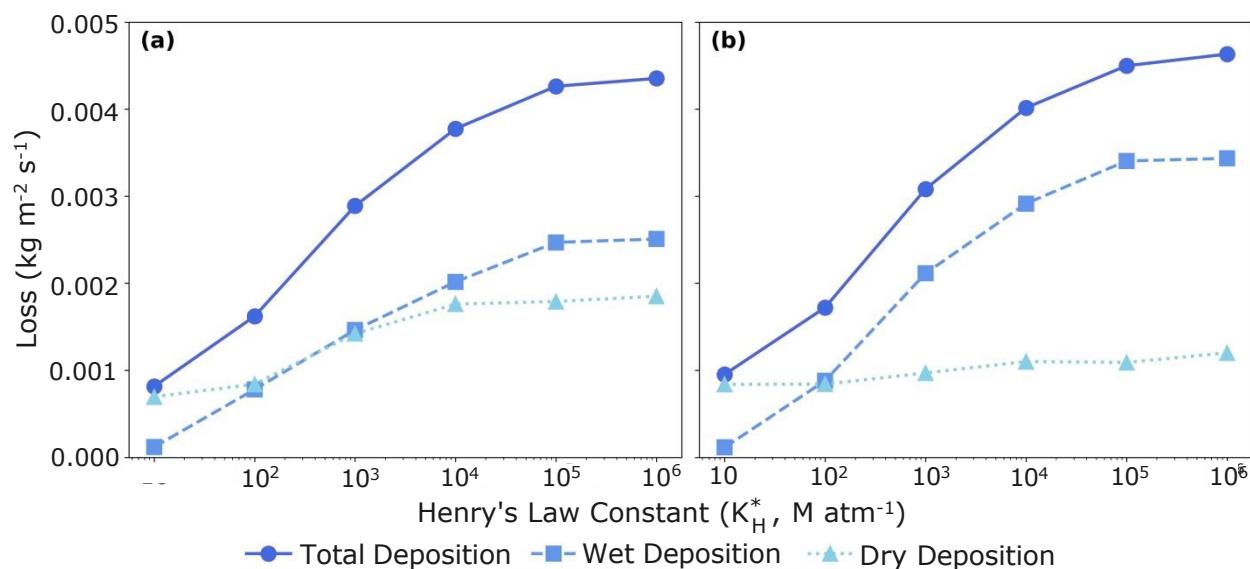 (a)
(b)
0.005
0.004
0.003
0.002
0.001
0.000
Loss (kg m⁻² s⁻¹)
10² 10³ 10⁴ 10⁵ 10⁶
10 10² 10³ 10⁴ 10⁵ 10⁶
Henry's Law Constant (K*H, M atm⁻¹)
Total Deposition Wet Deposition Dry Deposition